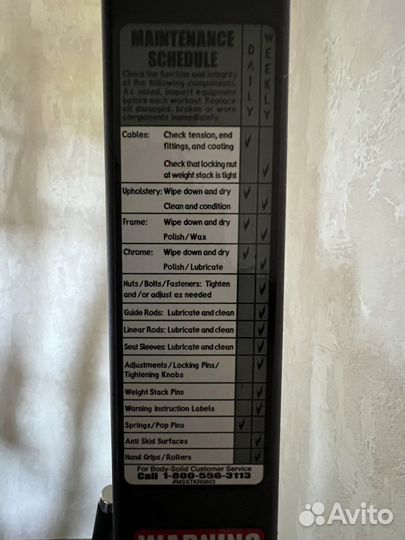 MAINTENANCE
SCHEDULE
DAILY
WEEKLY
Check the function and integrity
of the following components.
As noted, inspect equipment
before each workout. Replace
all damaged, broken or worn
components immediately.
Cables: Check tension, end
fittings, and coating ✓
Check that locking nut
at weight stack is tight ✓
Upholstery: Wipe down and dry ✓
Clean and condition ✓
Frame: Wipe down and dry ✓
Polish/Wax ✓
Chrome: Wipe down and dry ✓
Polish/Lubricate ✓
Nuts/Bolts/Fasteners: Tighten
and/or adjust as needed ✓
Guide Rods: Lubricate and clean ✓
Linear Rods: Lubricate and clean ✓
Seat Sleeves: Lubricate and clean ✓
Adjustments/Locking Pins/
Tightening Knobs ✓
Weight Stack Pins ✓
Warning Instruction Labels ✓
Springs/Pop Pins ✓
Anti Skid Surfaces ✓
Hand Grips/Rollers ✓
For Body-Solid Customer Service
Call 1-800-556-3113
WARNING
Avito